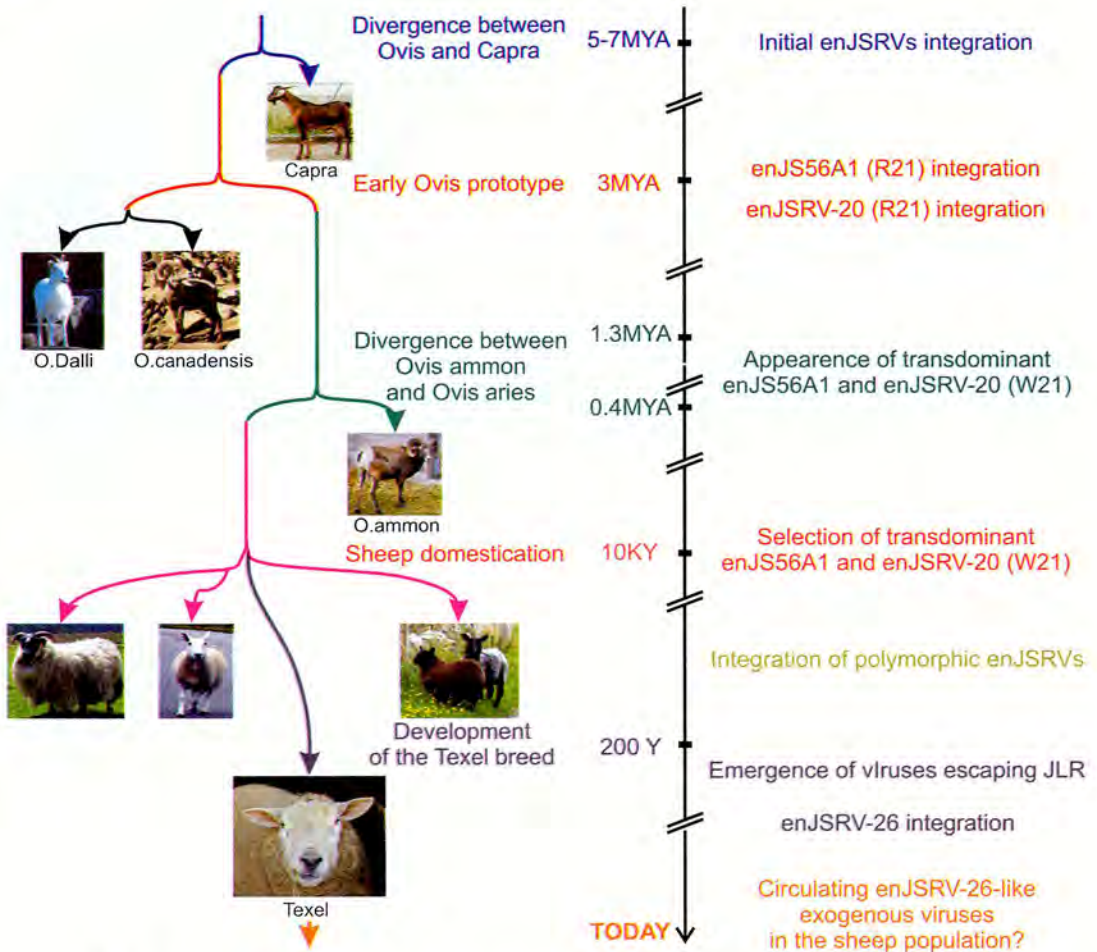 Divergence between
Ovis and Capra
5-7MYA
Initial enJSRVs integration
Capra
Early Ovis prototype
3MYA
enJS56A1 (R21) integration
enJSRV-20 (R21) integration
O.Dalli
O.canadensis
Divergence between
Ovis ammon
and Ovis aries
1.3MYA
0.4MYA
Appearence of transdominant
enJS56A1 and enJSRV-20 (W21)
O.ammon
Sheep domestication
10KY
Selection of transdominant
enJS56A1 and enJSRV-20 (W21)
Integration of polymorphic enJSRVs
Development
of the Texel breed
200 Y
Emergence of vIruses escaping JLR
enJSRV-26 integration
Texel
TODAY
Circulating enJSRV-26-like
exogenous viruses
in the sheep population?